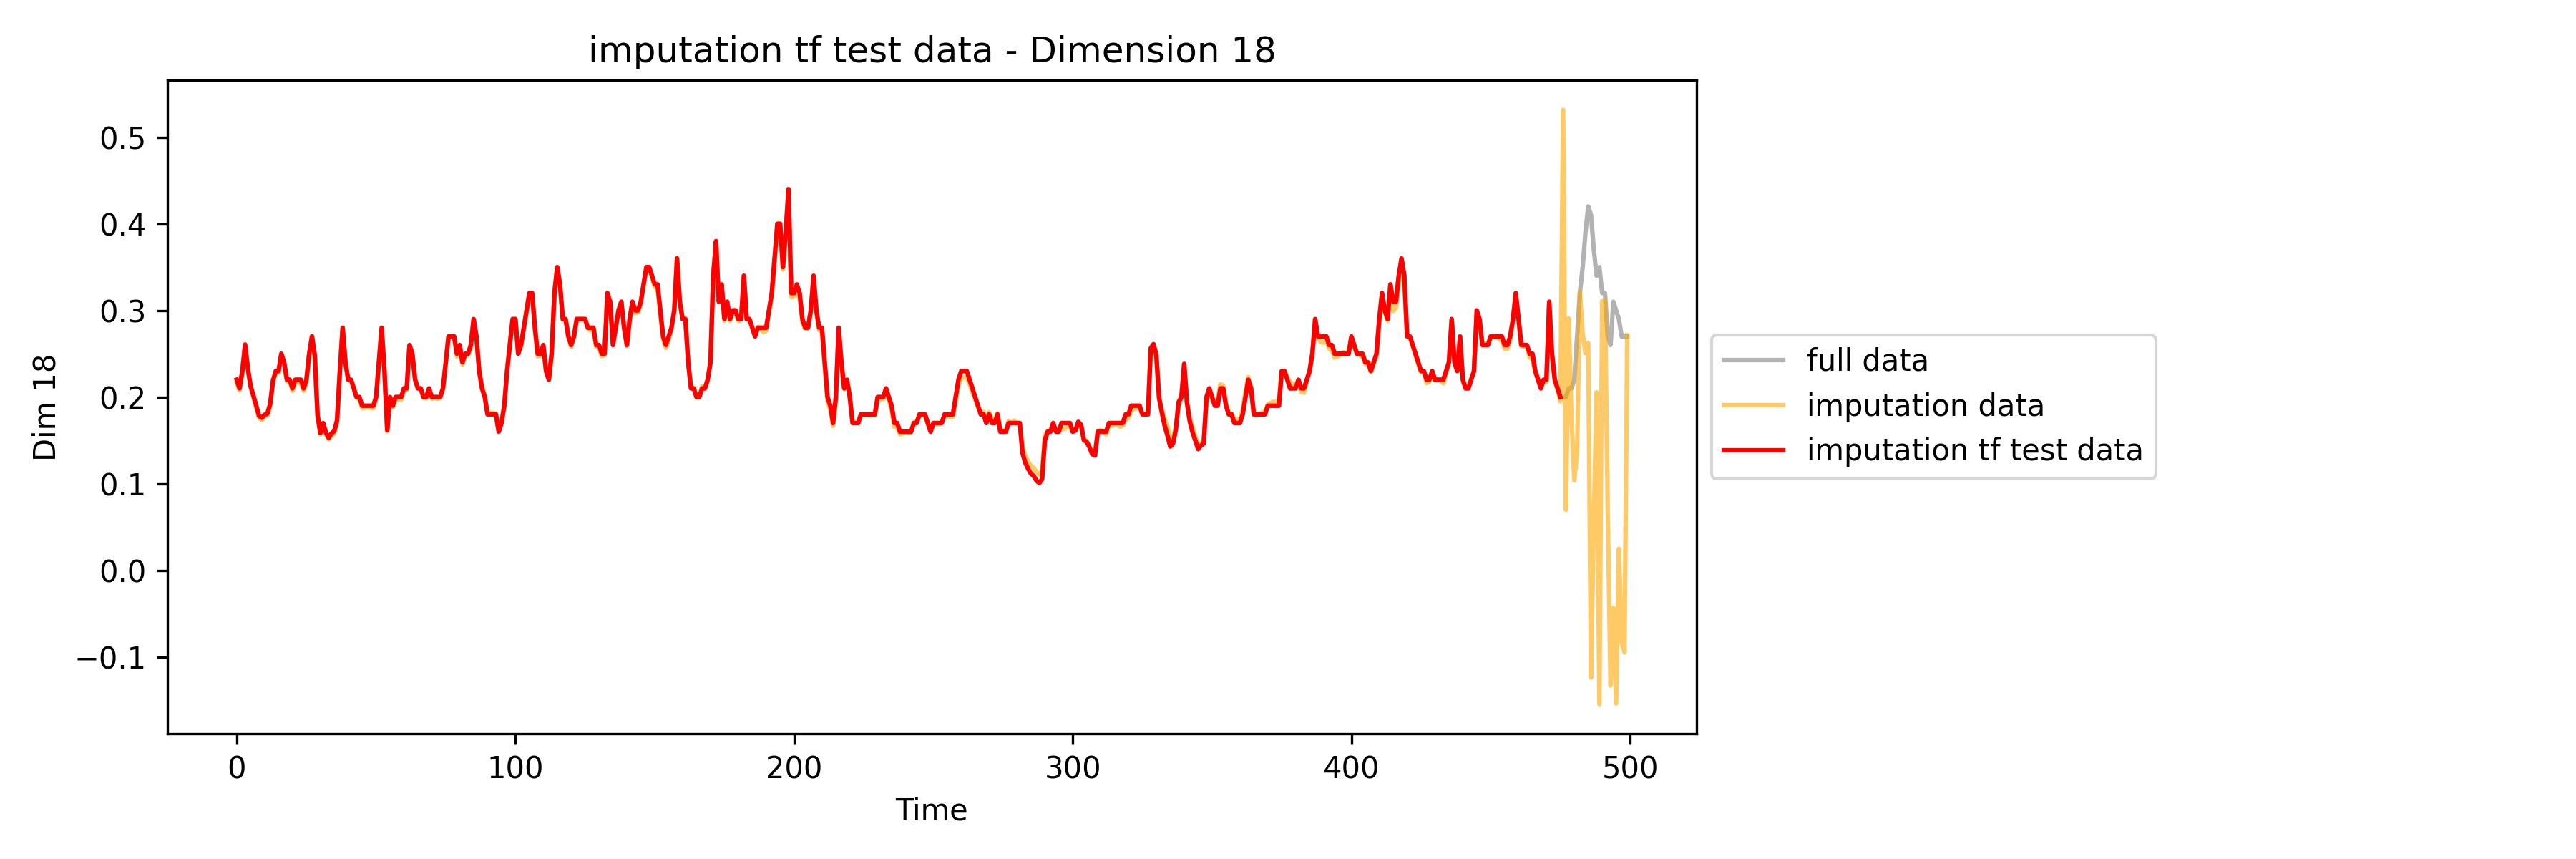 imputation tf test data - Dimension 18
0.5
0.4
0.3
0.2
0.1
0.0
−0.1
Dim 18
0 100 200 300 400 500
Time
full data
imputation data
imputation tf test data